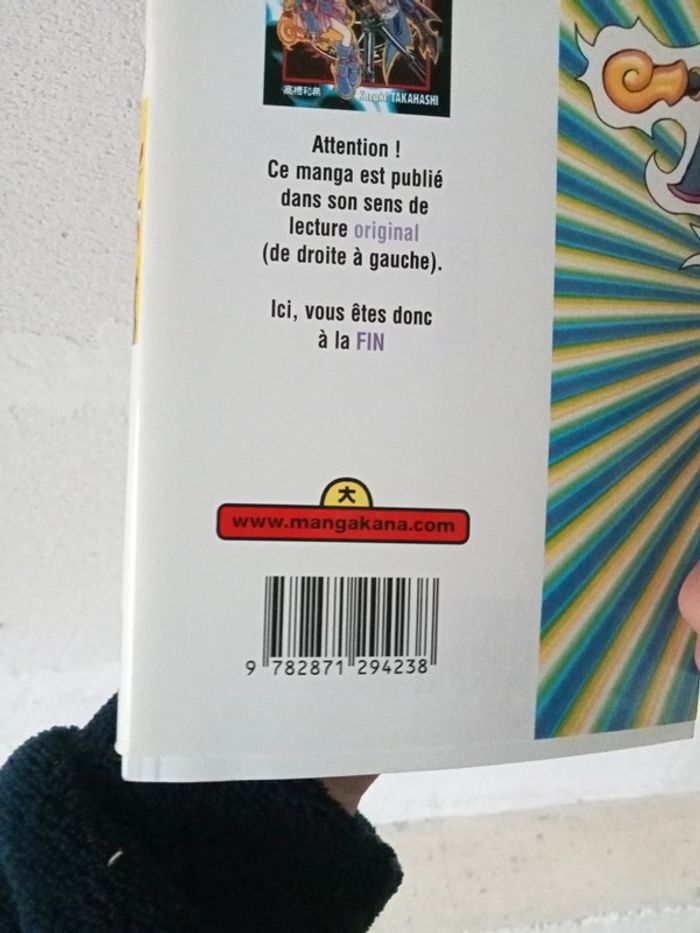 高橋和希
Kazuki TAKAHASHI
Attention !
Ce manga est publié
dans son sens de
lecture original
(de droite à gauche).
Ici, vous êtes donc
à la FIN
大
www.mangakana.com
9 782871 294238